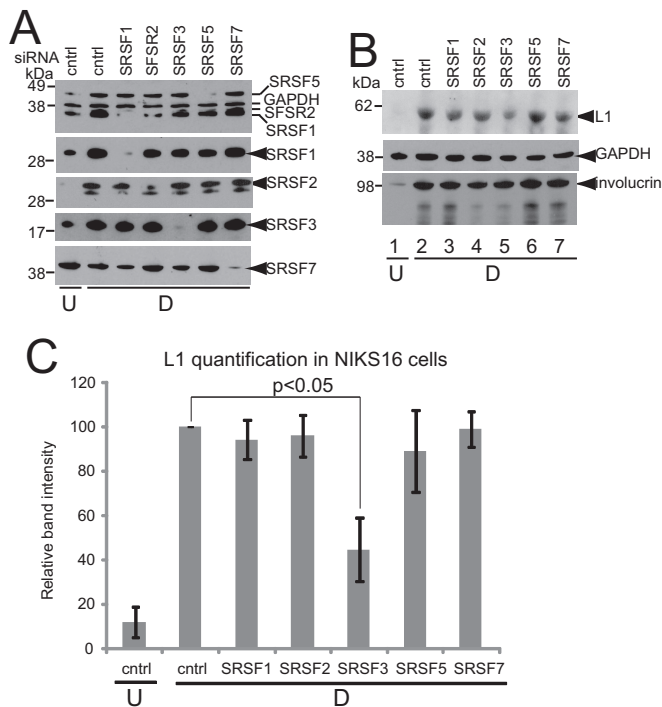 A
siRNA
kDa
cntrl
cntrl
SRSF1
SFSR2
SRSF3
SRSF5
SRSF7
49
38
SRSF5
GAPDH
SFSR2
SRSF1
28
SRSF1
28
SRSF2
17
SRSF3
38
SRSF7
U D
B
kDa
cntrl
cntrl
SRSF1
SRSF2
SRSF3
SRSF5
SRSF7
62
L1
38
GAPDH
98
involucrin
1 2 3 4 5 6 7
U D
C
L1 quantification in NIKS16 cells
p<0.05
Relative band intensity
120
100
80
60
40
20
0
cntrl cntrl SRSF1 SRSF2 SRSF3 SRSF5 SRSF7
U D